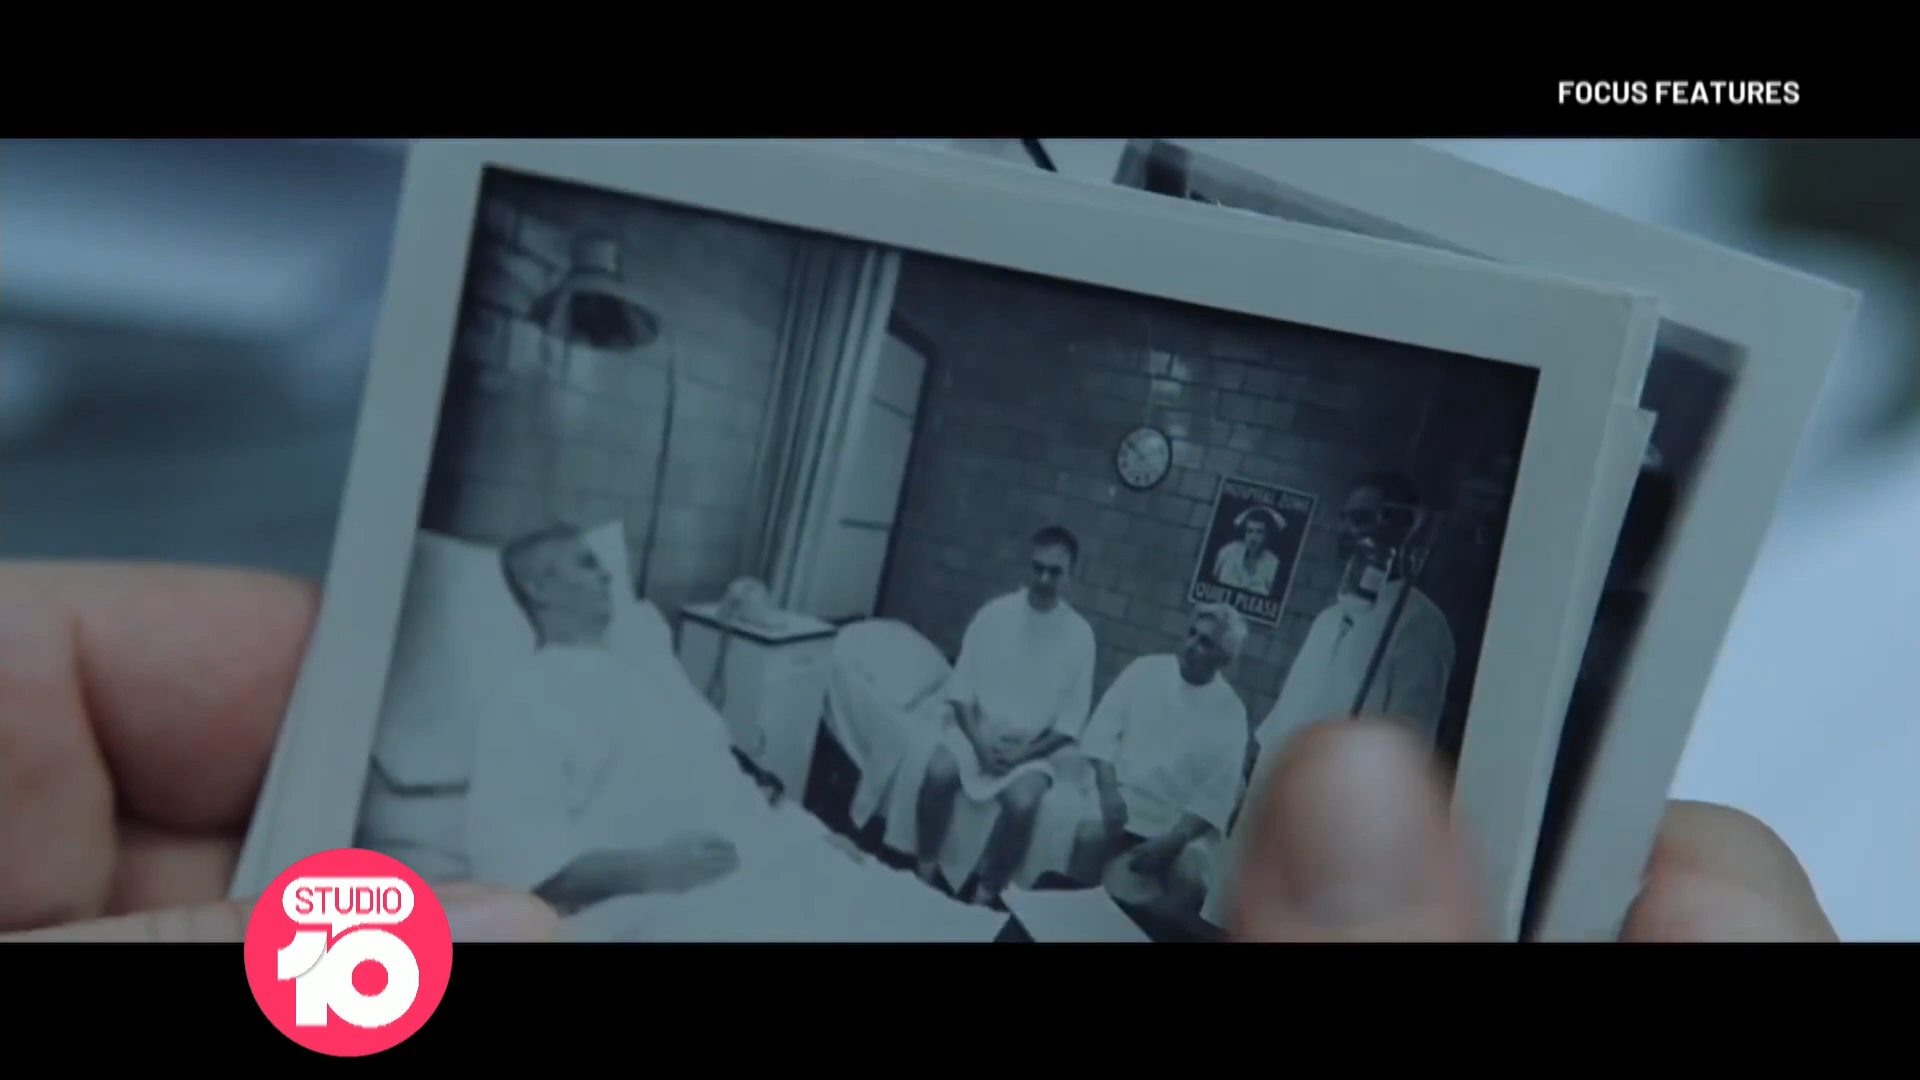 FOCUS FEATURES
HOSPITAL ZONE
QUIET PLEASE
STUDIO
10